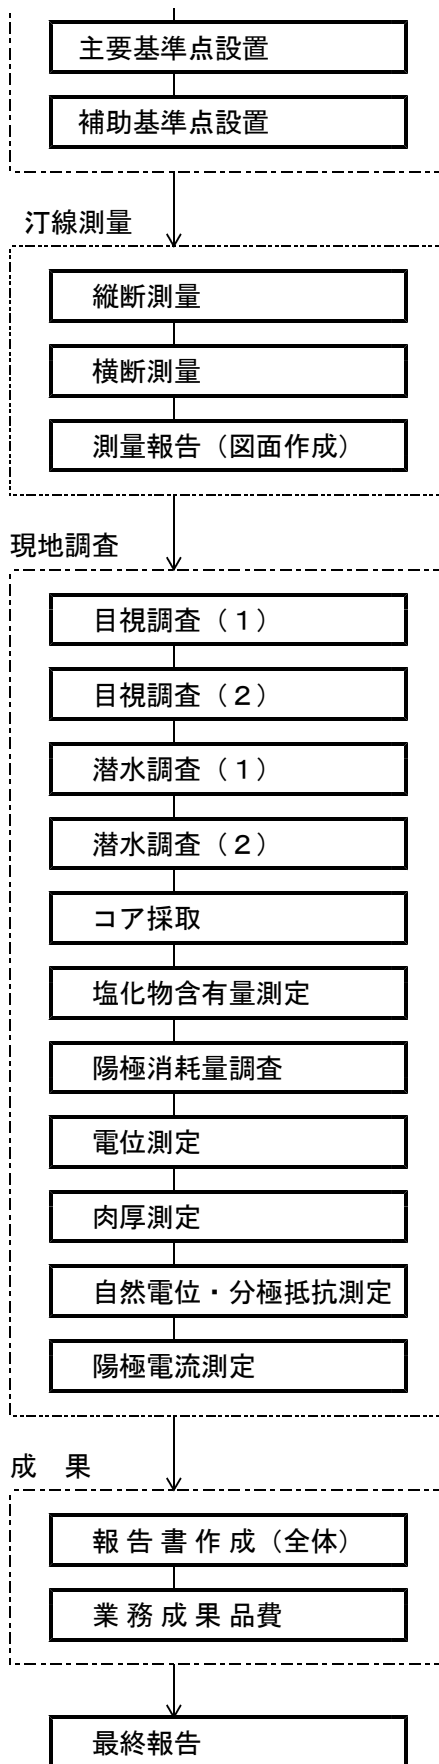 主要基準点設置
補助基準点設置
汀線測量
縦断測量
横断測量
測量報告（図面作成）
現地調査
目視調査（１）
目視調査（２）
潜水調査（１）
潜水調査（２）
コア採取
塩化物含有量測定
陽極消耗量調査
電位測定
肉厚測定
自然電位・分極抵抗測定
陽極電流測定
成　果
報 告 書 作 成（全体）
業 務 成 果 品 費
最終報告